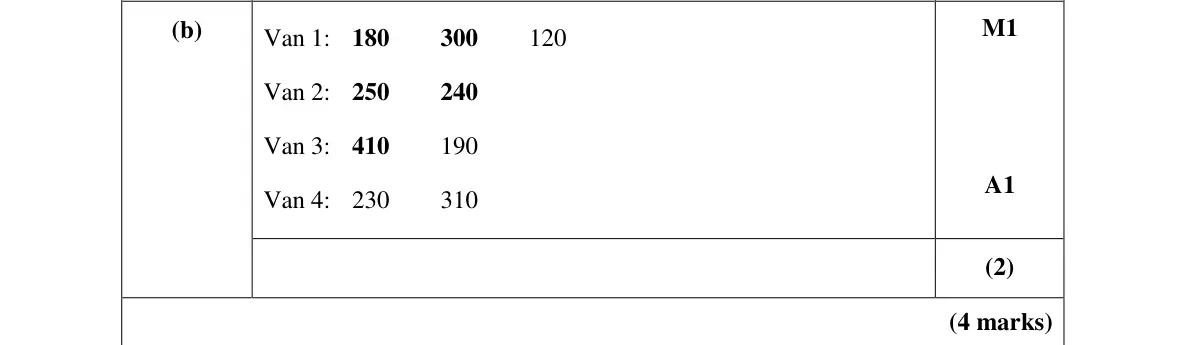 (b) Van 1: 180 300 120 M1
Van 2: 250 240
Van 3: 410 190
Van 4: 230 310 A1
(2)
(4 marks)